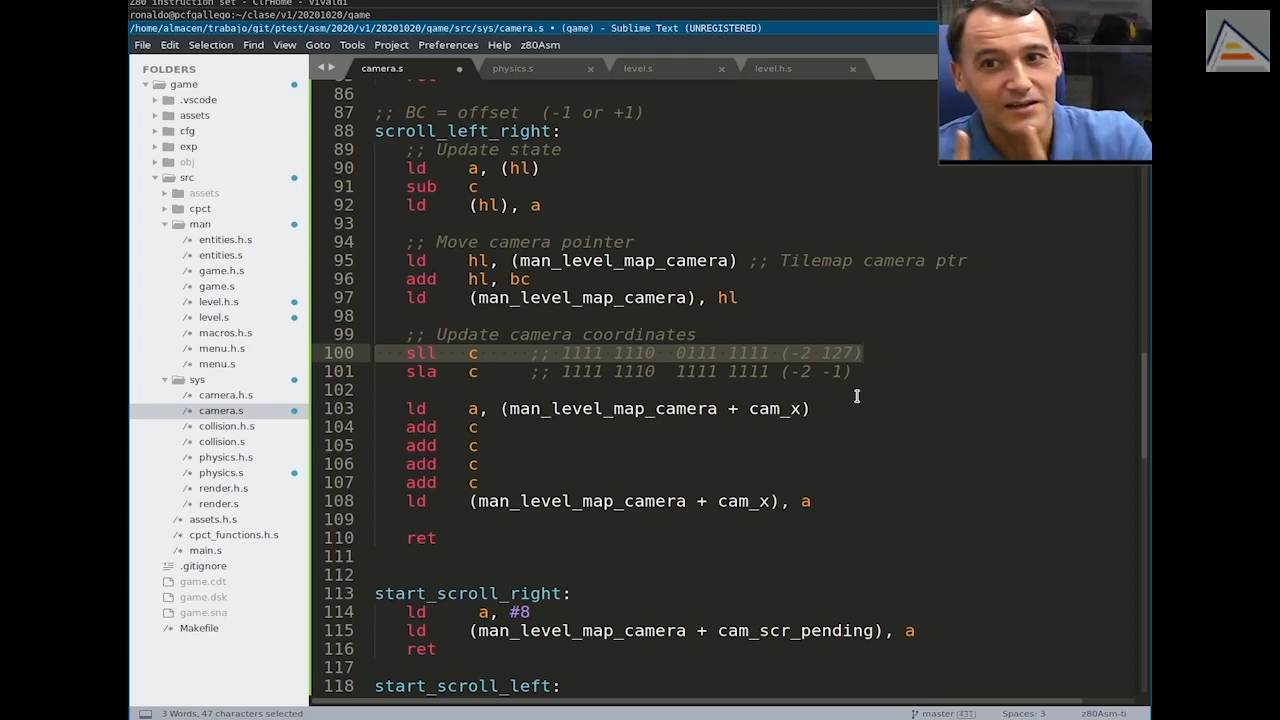 Z80 instruction set - ClrHome - Vivaldi
ronaldo@pcfgallego:~/clase/v1/20201020/game
/home/almacen/trabajo/git/ptest/asm/2020/v1/20201020/game/src/sys/camera.s • (game) - Sublime Text (UNREGISTERED)
File Edit Selection Find View Goto Tools Project Preferences Help z80Asm
FOLDERS
game
.vscode
assets
cfg
exp
obj
src
assets
cpct
man
/* entities.h.s
/* entities.s
/* game.h.s
/* game.s
/* level.h.s
/* level.s
/* macros.h.s
/* menu.h.s
/* menu.s
sys
/* camera.h.s
/* camera.s
/* collision.h.s
/* collision.s
/* physics.h.s
/* physics.s
/* render.h.s
/* render.s
/* assets.h.s
/* cpct_functions.h.s
/* main.s
.gitignore
game.cdt
game.dsk
game.sna
Makefile
camera.s physics.s level.s level.h.s
86
87 ;; BC = offset (-1 or +1)
88 scroll_left_right:
89 ;; Update state
90 ld a, (hl)
91 sub c
92 ld (hl), a
93
94 ;; Move camera pointer
95 ld hl, (man_level_map_camera) ;; Tilemap camera ptr
96 add hl, bc
97 ld (man_level_map_camera), hl
98
99 ;; Update camera coordinates
100 sll c ;; 1111 1110 0111 1111 (-2 127)
101 sla c ;; 1111 1110 1111 1111 (-2 -1)
102
103 ld a, (man_level_map_camera + cam_x)
104 add c
105 add c
106 add c
107 add c
108 ld (man_level_map_camera + cam_x), a
109
110 ret
111
112
113 start_scroll_right:
114 ld a, #8
115 ld (man_level_map_camera + cam_scr_pending), a
116 ret
117
118 start_scroll_left:
3 Words, 47 characters selected master 431 Spaces: 3 z80Asm-ti